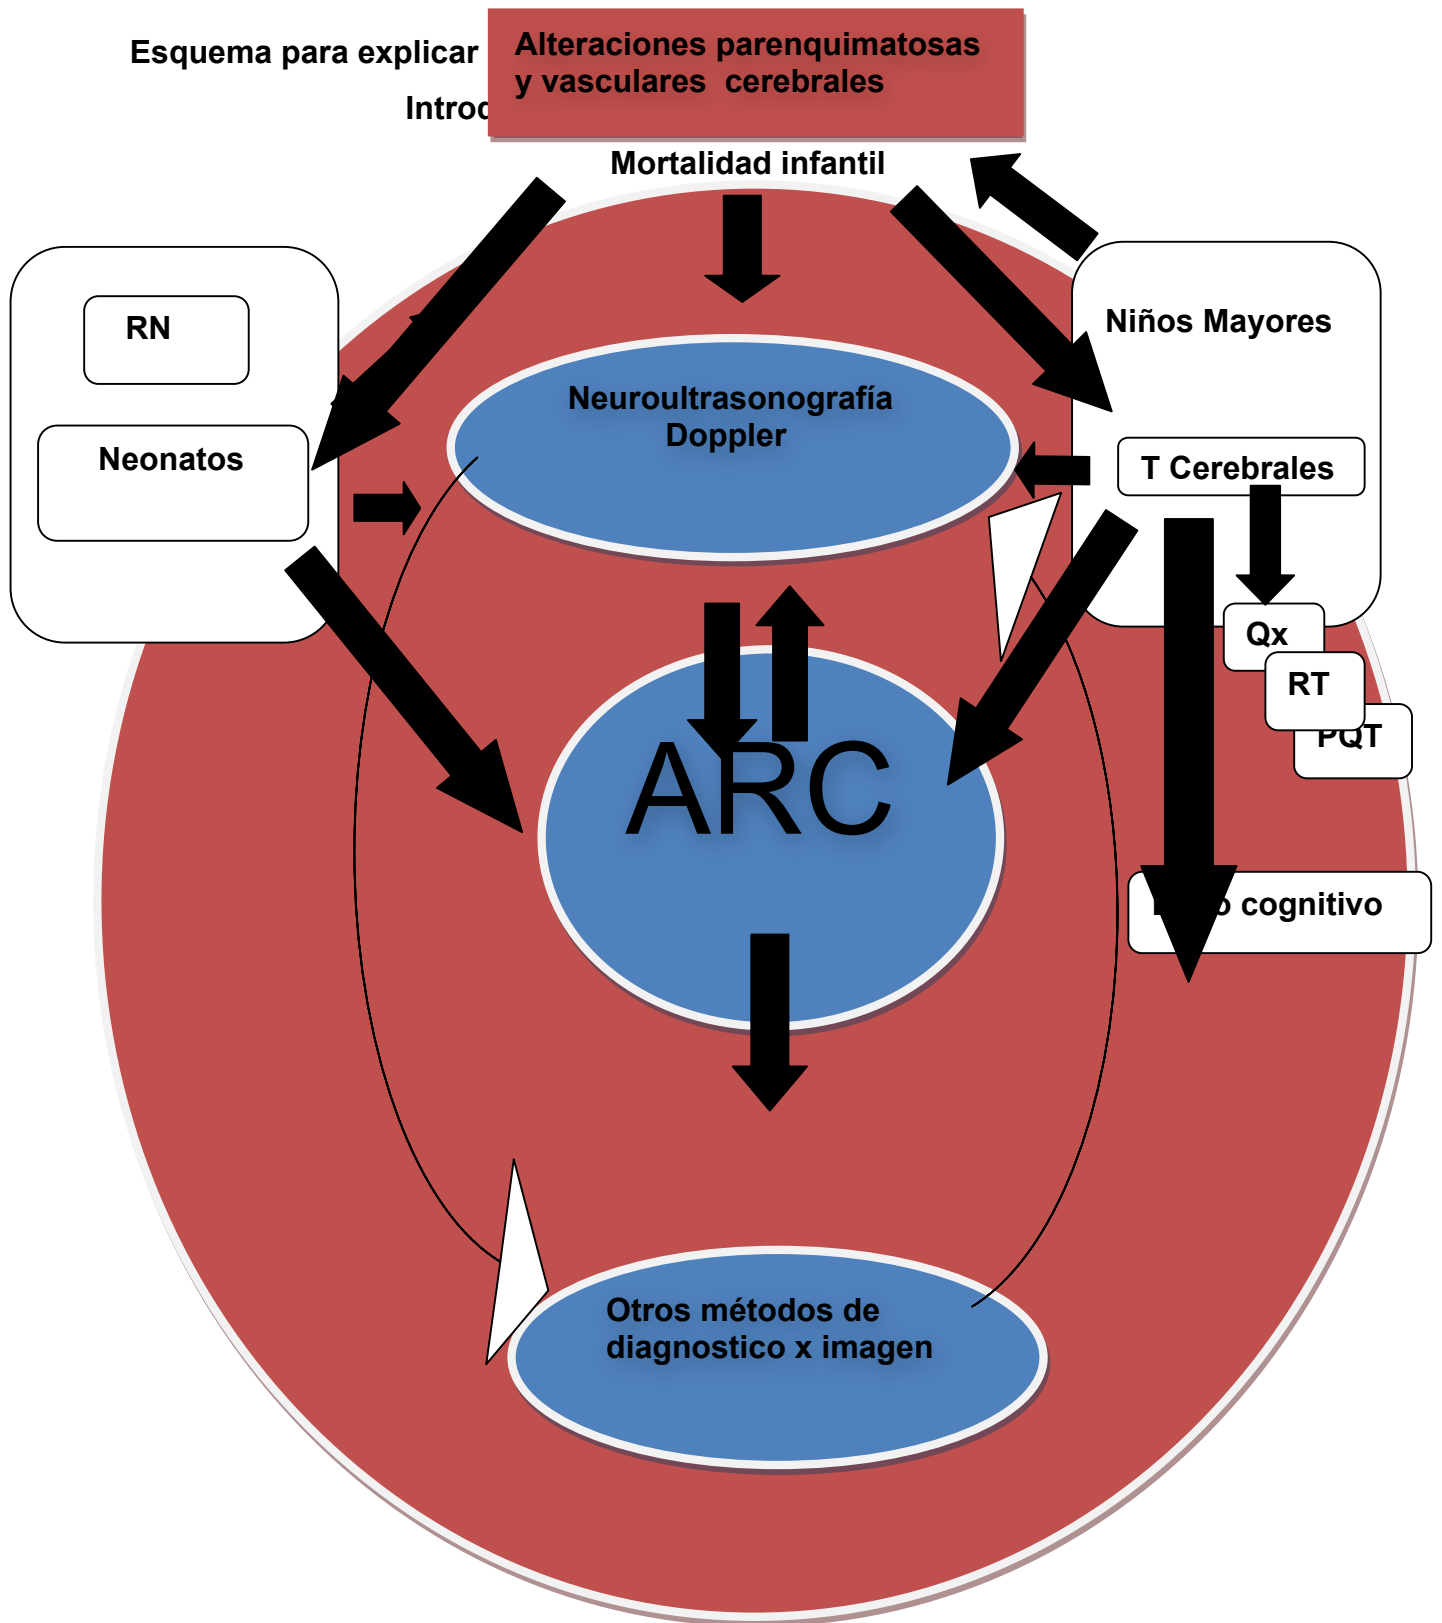 Esquema para explicar
Alteraciones parenquimatosas
y vasculares cerebrales
Mortalidad infantil
RN
Neonatos
Niños Mayores
T Cerebrales
Neuroultrasonografía
Doppler
Qx
RT
PQT
ARC
cognitivo
Otros métodos de
diagnostico x imagen